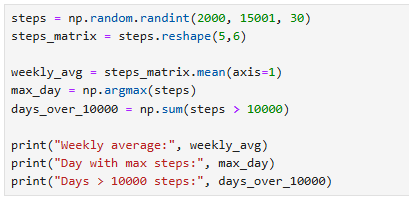 steps = np.random.randint(2000, 15001, 30)
steps_matrix = steps.reshape(5,6)
weekly_avg = steps_matrix.mean(axis=1)
max_day = np.argmax(steps)
days_over_10000 = np.sum(steps > 10000)
print("Weekly average:", weekly_avg)
print("Day with max steps:", max_day)
print("Days > 10000 steps:", days_over_10000)